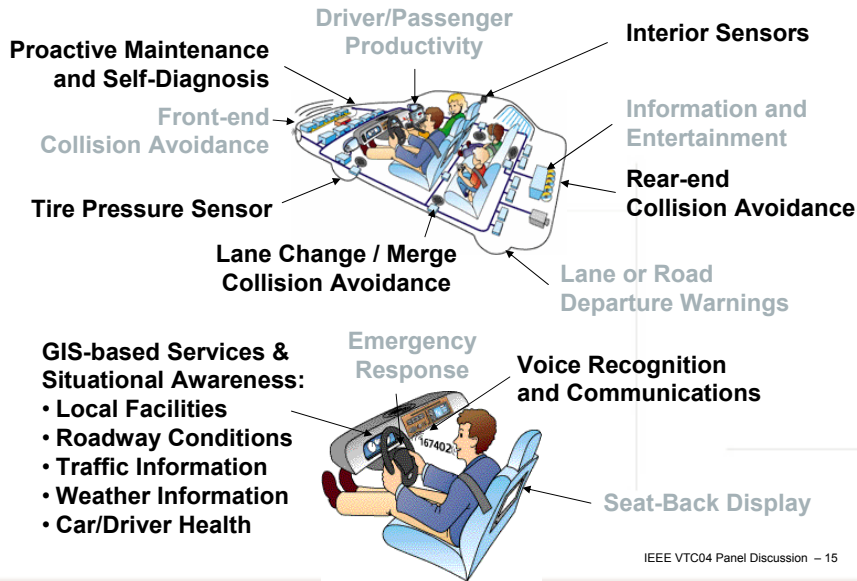 Driver/Passenger
Productivity
Interior Sensors
Proactive Maintenance
and Self-Diagnosis
Front-end
Collision Avoidance
Information and
Entertainment
Rear-end
Collision Avoidance
Tire Pressure Sensor
Lane Change / Merge
Collision Avoidance
Lane or Road
Departure Warnings
GIS-based Services &
Situational Awareness:
• Local Facilities
• Roadway Conditions
• Traffic Information
• Weather Information
• Car/Driver Health
Emergency
Response
Voice Recognition
and Communications
167402
Seat-Back Display
IEEE VTC04 Panel Discussion – 15